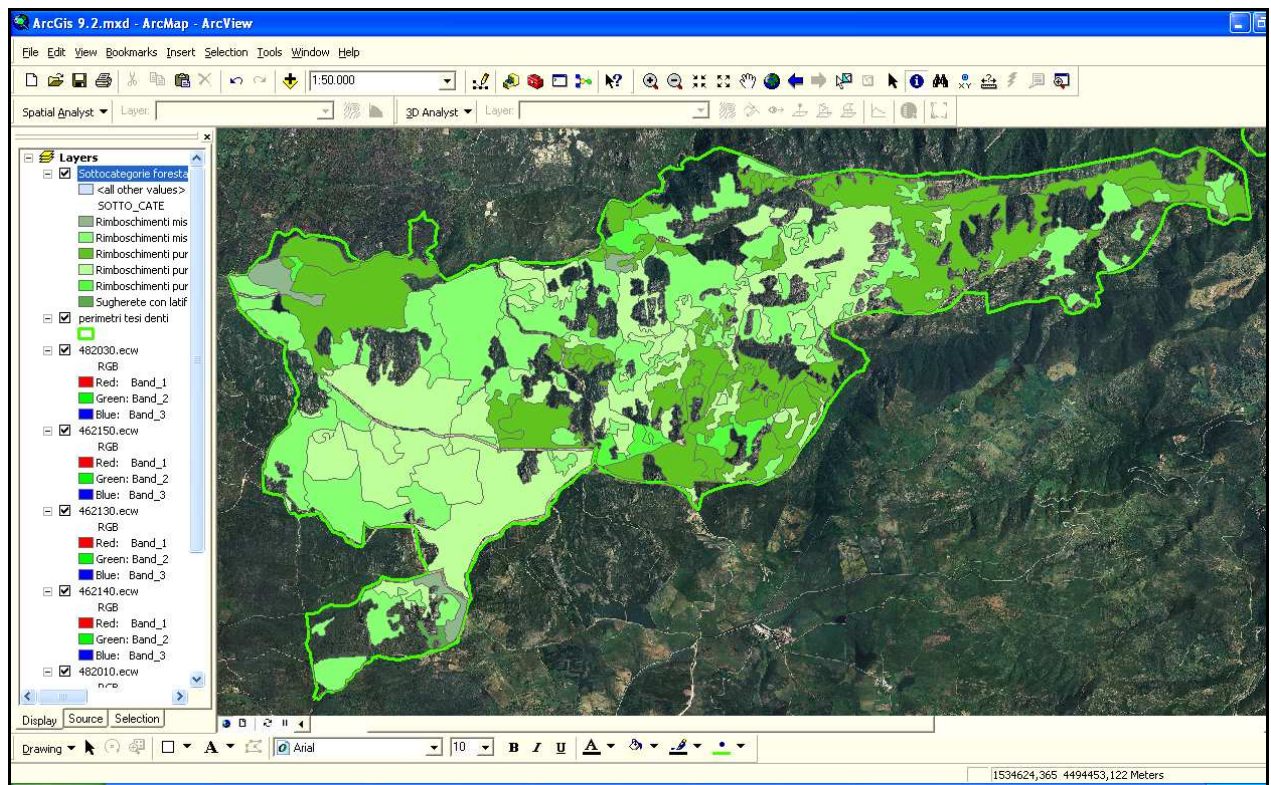 ArcGis 9.2.mxd - ArcMap - ArcView
File Edit View Bookmarks Insert Selection Tools Window Help
1:50.000
Spatial Analyst Layer: 3D Analyst Layer:
Layers
Sottocategorie foresta
<all other values>
SOTTO_CATE
Rimboschimenti mis
Rimboschimenti mis
Rimboschimenti pur
Rimboschimenti pur
Rimboschimenti pur
Sugherete con latif
perimetri tesi denti
482030.ecw
RGB
Red: Band_1
Green: Band_2
Blue: Band_3
462150.ecw
RGB
Red: Band_1
Green: Band_2
Blue: Band_3
462130.ecw
RGB
Red: Band_1
Green: Band_2
Blue: Band_3
462140.ecw
RGB
Red: Band_1
Green: Band_2
Blue: Band_3
482010.ecw
RGB
Display Source Selection
Drawing A Arial 10 B I U A
1534624,365 4494453,122 Meters